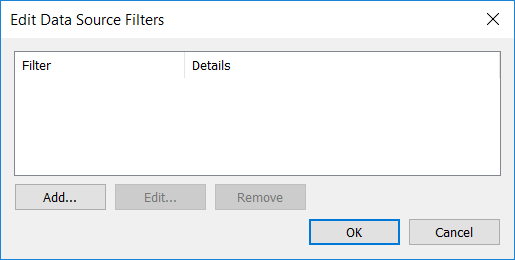 Edit Data Source Filters
Filter Details
Add... Edit... Remove
OK Cancel